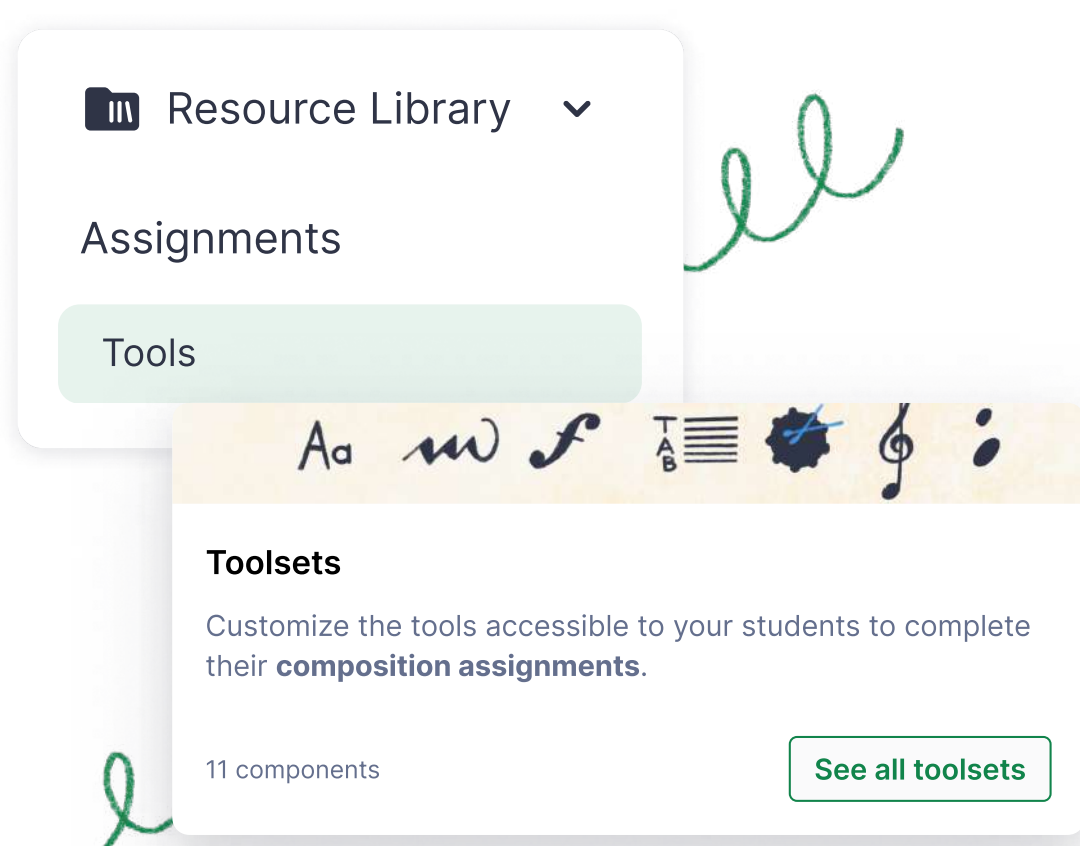 Resource Library
Assignments
Tools
Aa
TAB
Toolsets
Customize the tools accessible to your students to complete
their composition assignments.
11 components
See all toolsets